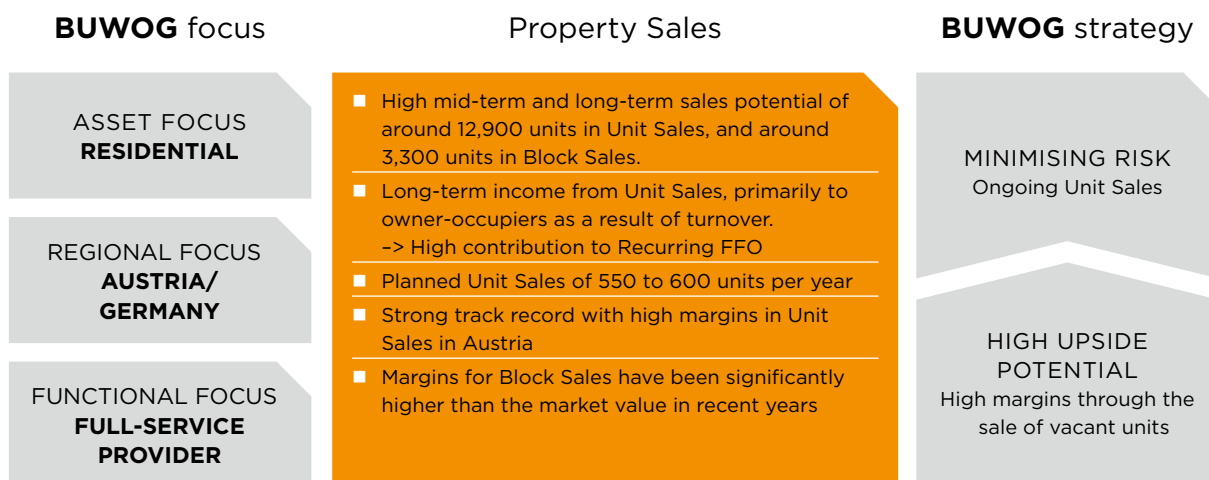 BUWOG focus
ASSET FOCUS
RESIDENTIAL
REGIONAL FOCUS
AUSTRIA/
GERMANY
FUNCTIONAL FOCUS
FULL-SERVICE
PROVIDER
Property Sales
■ High mid-term and long-term sales potential of
around 12,900 units in Unit Sales, and around
3,300 units in Block Sales.
■ Long-term income from Unit Sales, primarily to
owner-occupiers as a result of turnover.
–> High contribution to Recurring FFO
■ Planned Unit Sales of 550 to 600 units per year
■ Strong track record with high margins in Unit
Sales in Austria
■ Margins for Block Sales have been significantly
higher than the market value in recent years
BUWOG strategy
MINIMISING RISK
Ongoing Unit Sales
HIGH UPSIDE
POTENTIAL
High margins through the
sale of vacant units